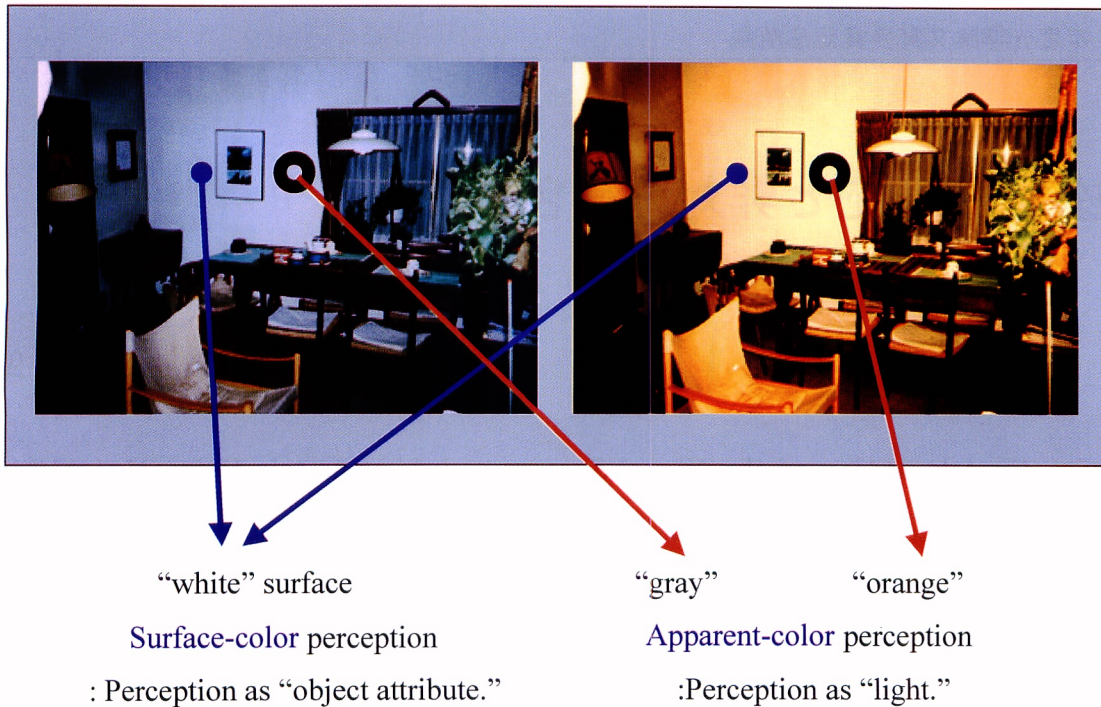 “white” surface
“gray”
“orange”
Surface-color perception
Apparent-color perception
: Perception as “object attribute.”
:Perception as “light.”